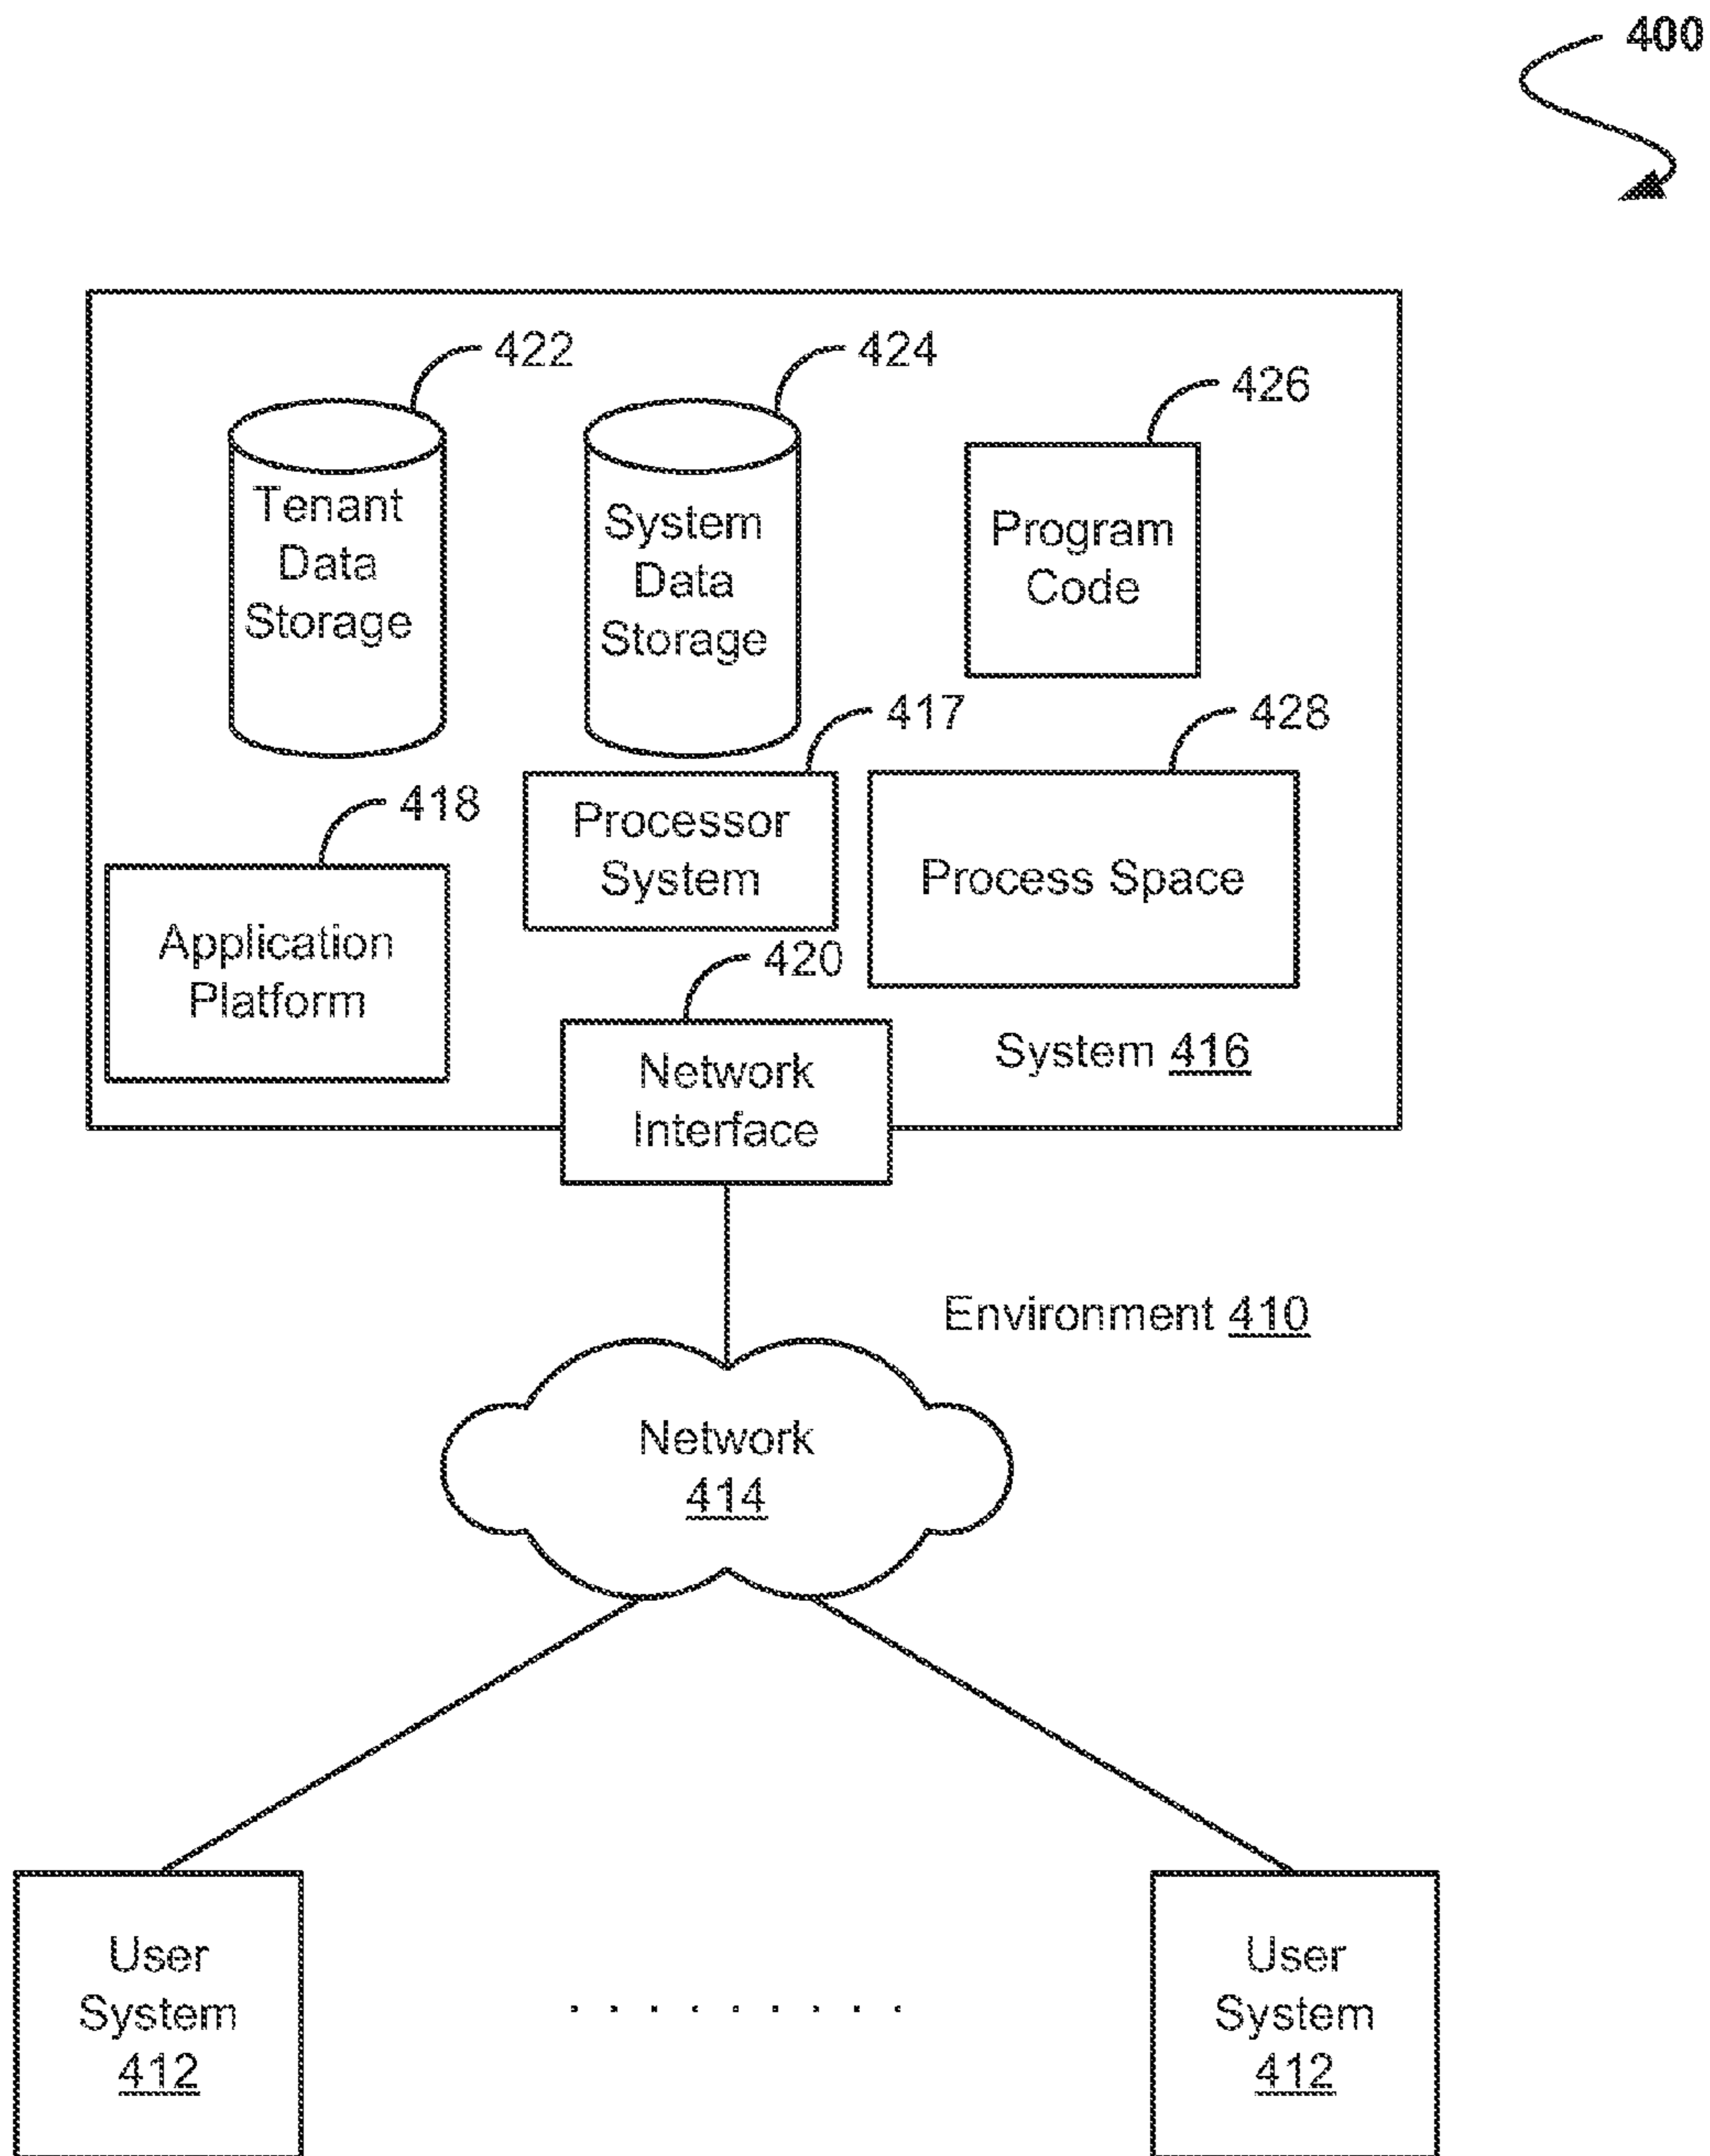 400
422
424
426
Tenant
Data
Storage
System
Data
Storage
Program
Code
417
428
418
Processor
System
Process Space
Application
Platform
420
Network
Interface
System 416
Environment 410
Network
414
User
System
412
User
System
412